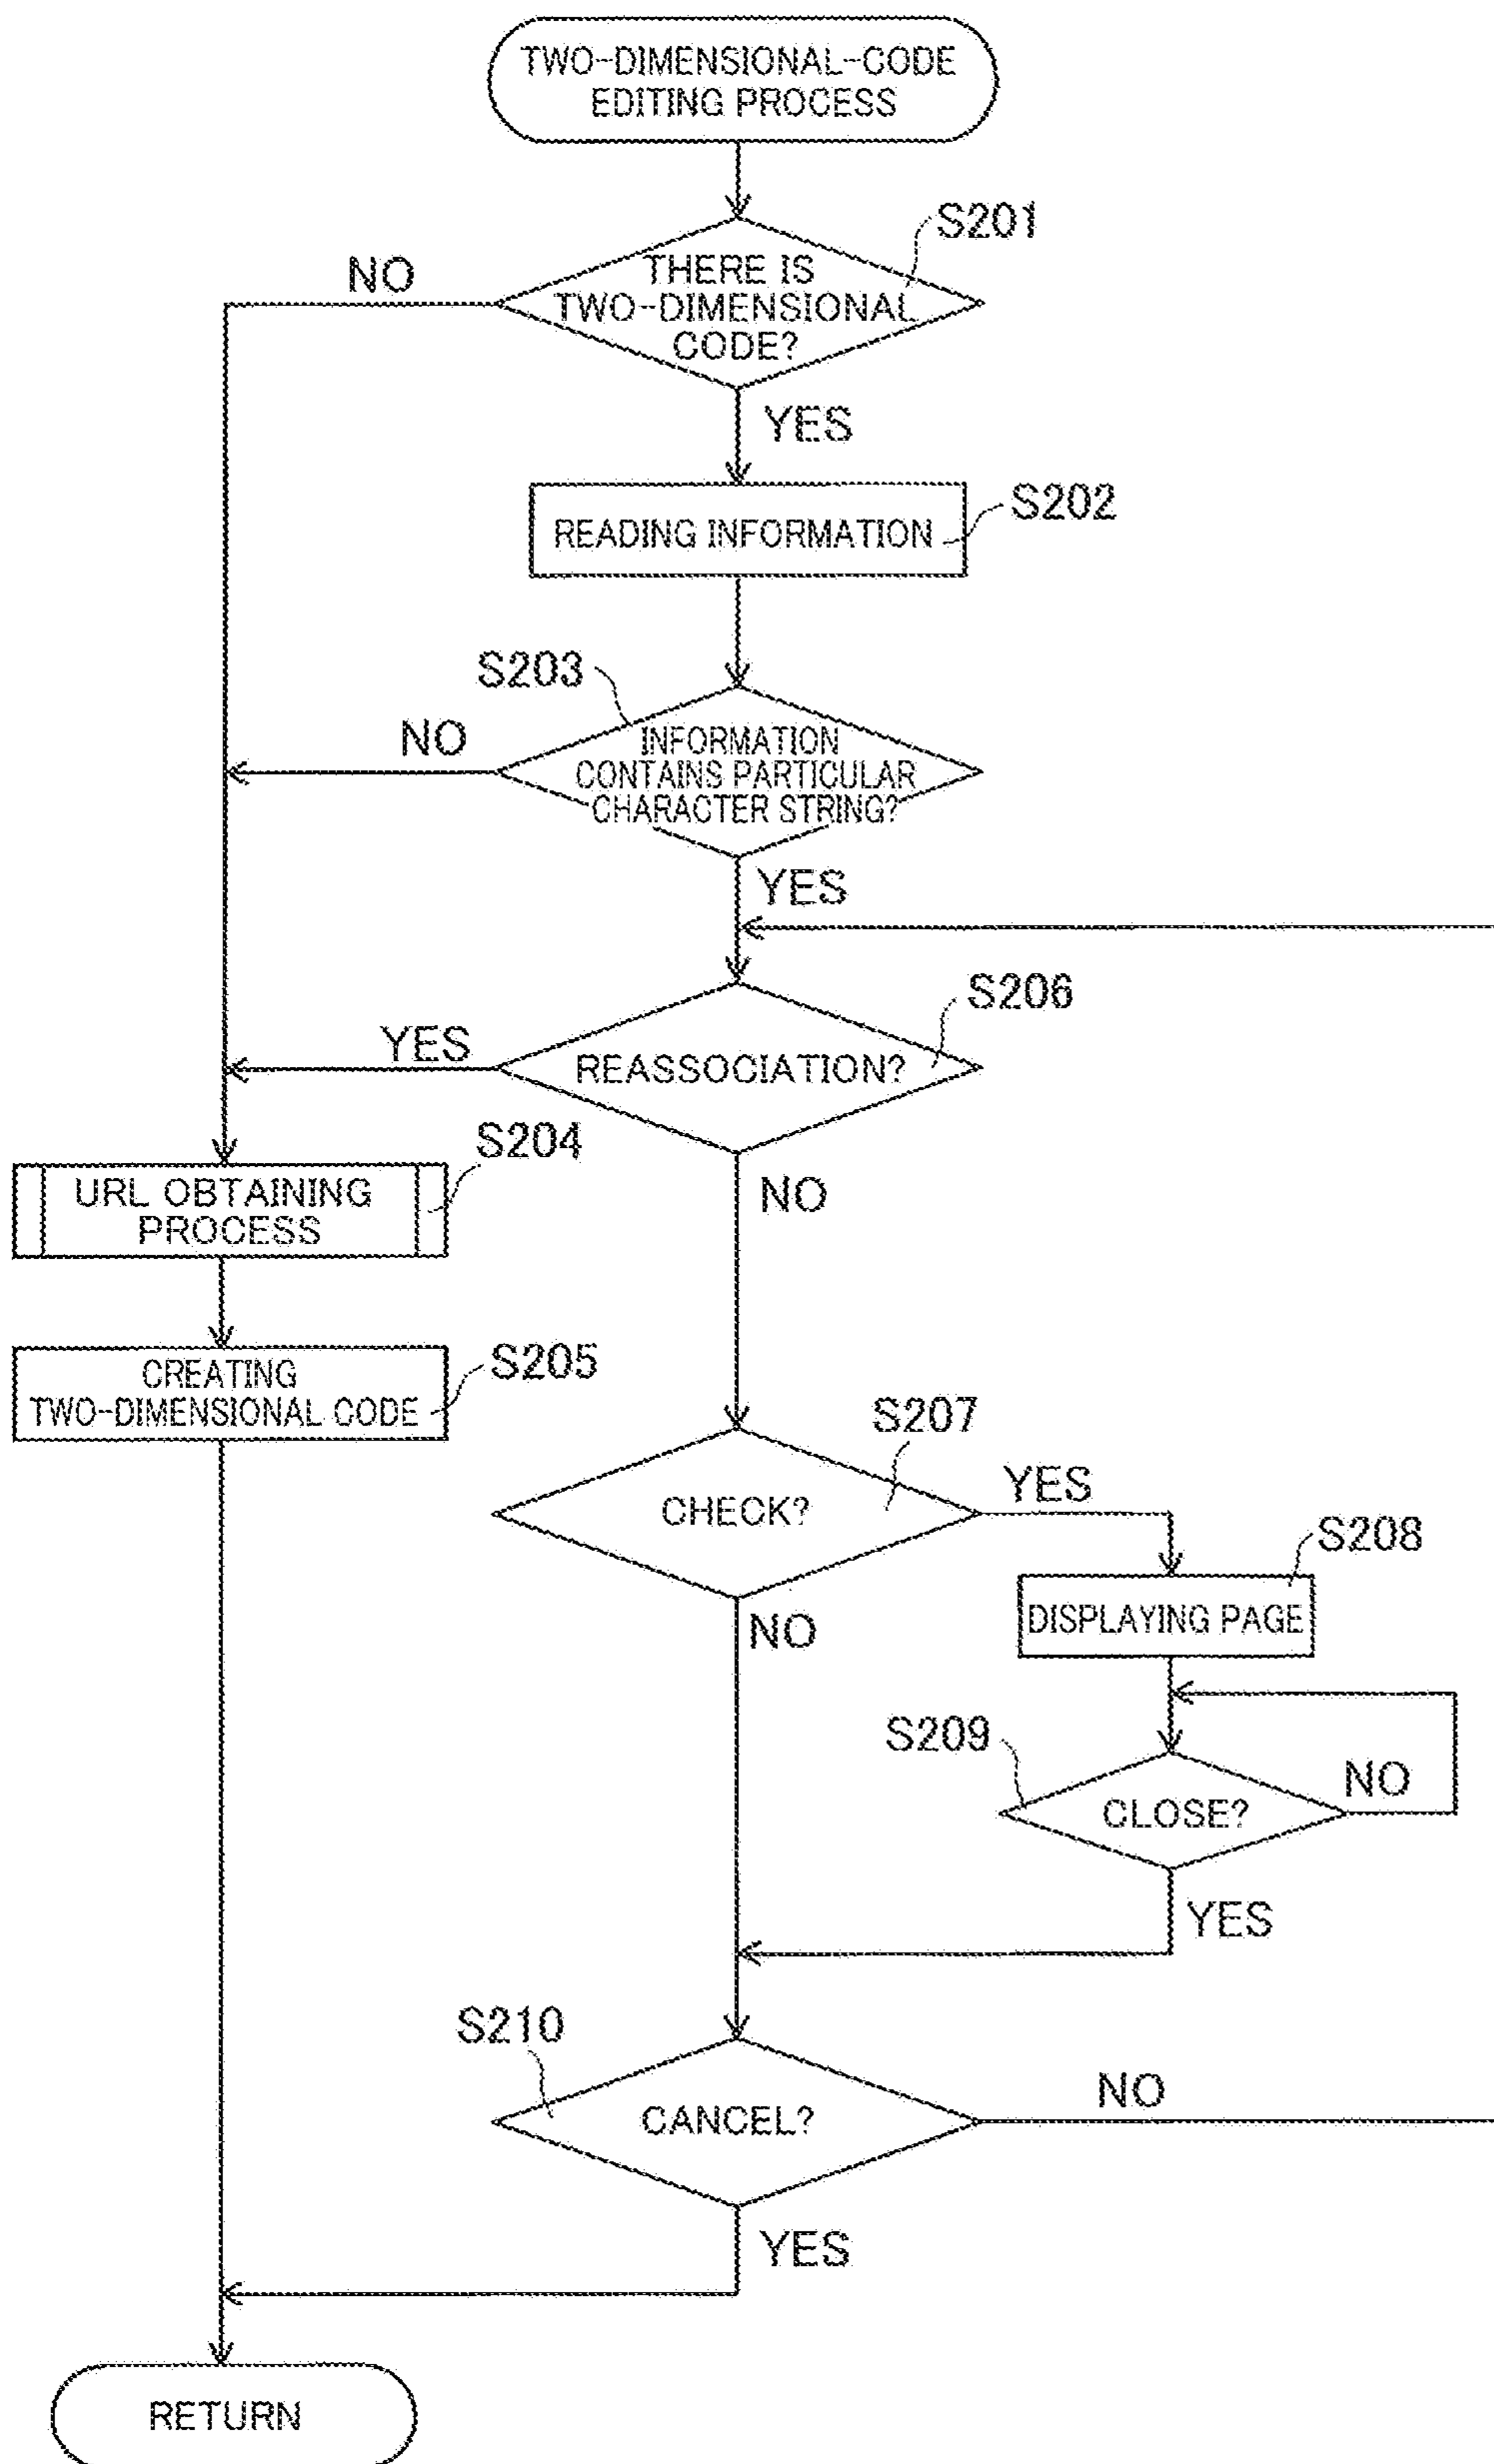 TWO-DIMENSIONAL-CODE
EDITING PROCESS
S201
NO
THERE IS
TWO-DIMENSIONAL
CODE?
YES
S202
READING INFORMATION
S203
NO
INFORMATION
CONTAINS PARTICULAR
CHARACTER STRING?
YES
S206
YES
REASSOCIATION?
S204
NO
URL OBTAINING
PROCESS
S205
CREATING
TWO-DIMENSIONAL CODE
S207
YES
CHECK?
S208
NO
DISPLAYING PAGE
S209
NO
CLOSE?
YES
S210
NO
CANCEL?
YES
RETURN